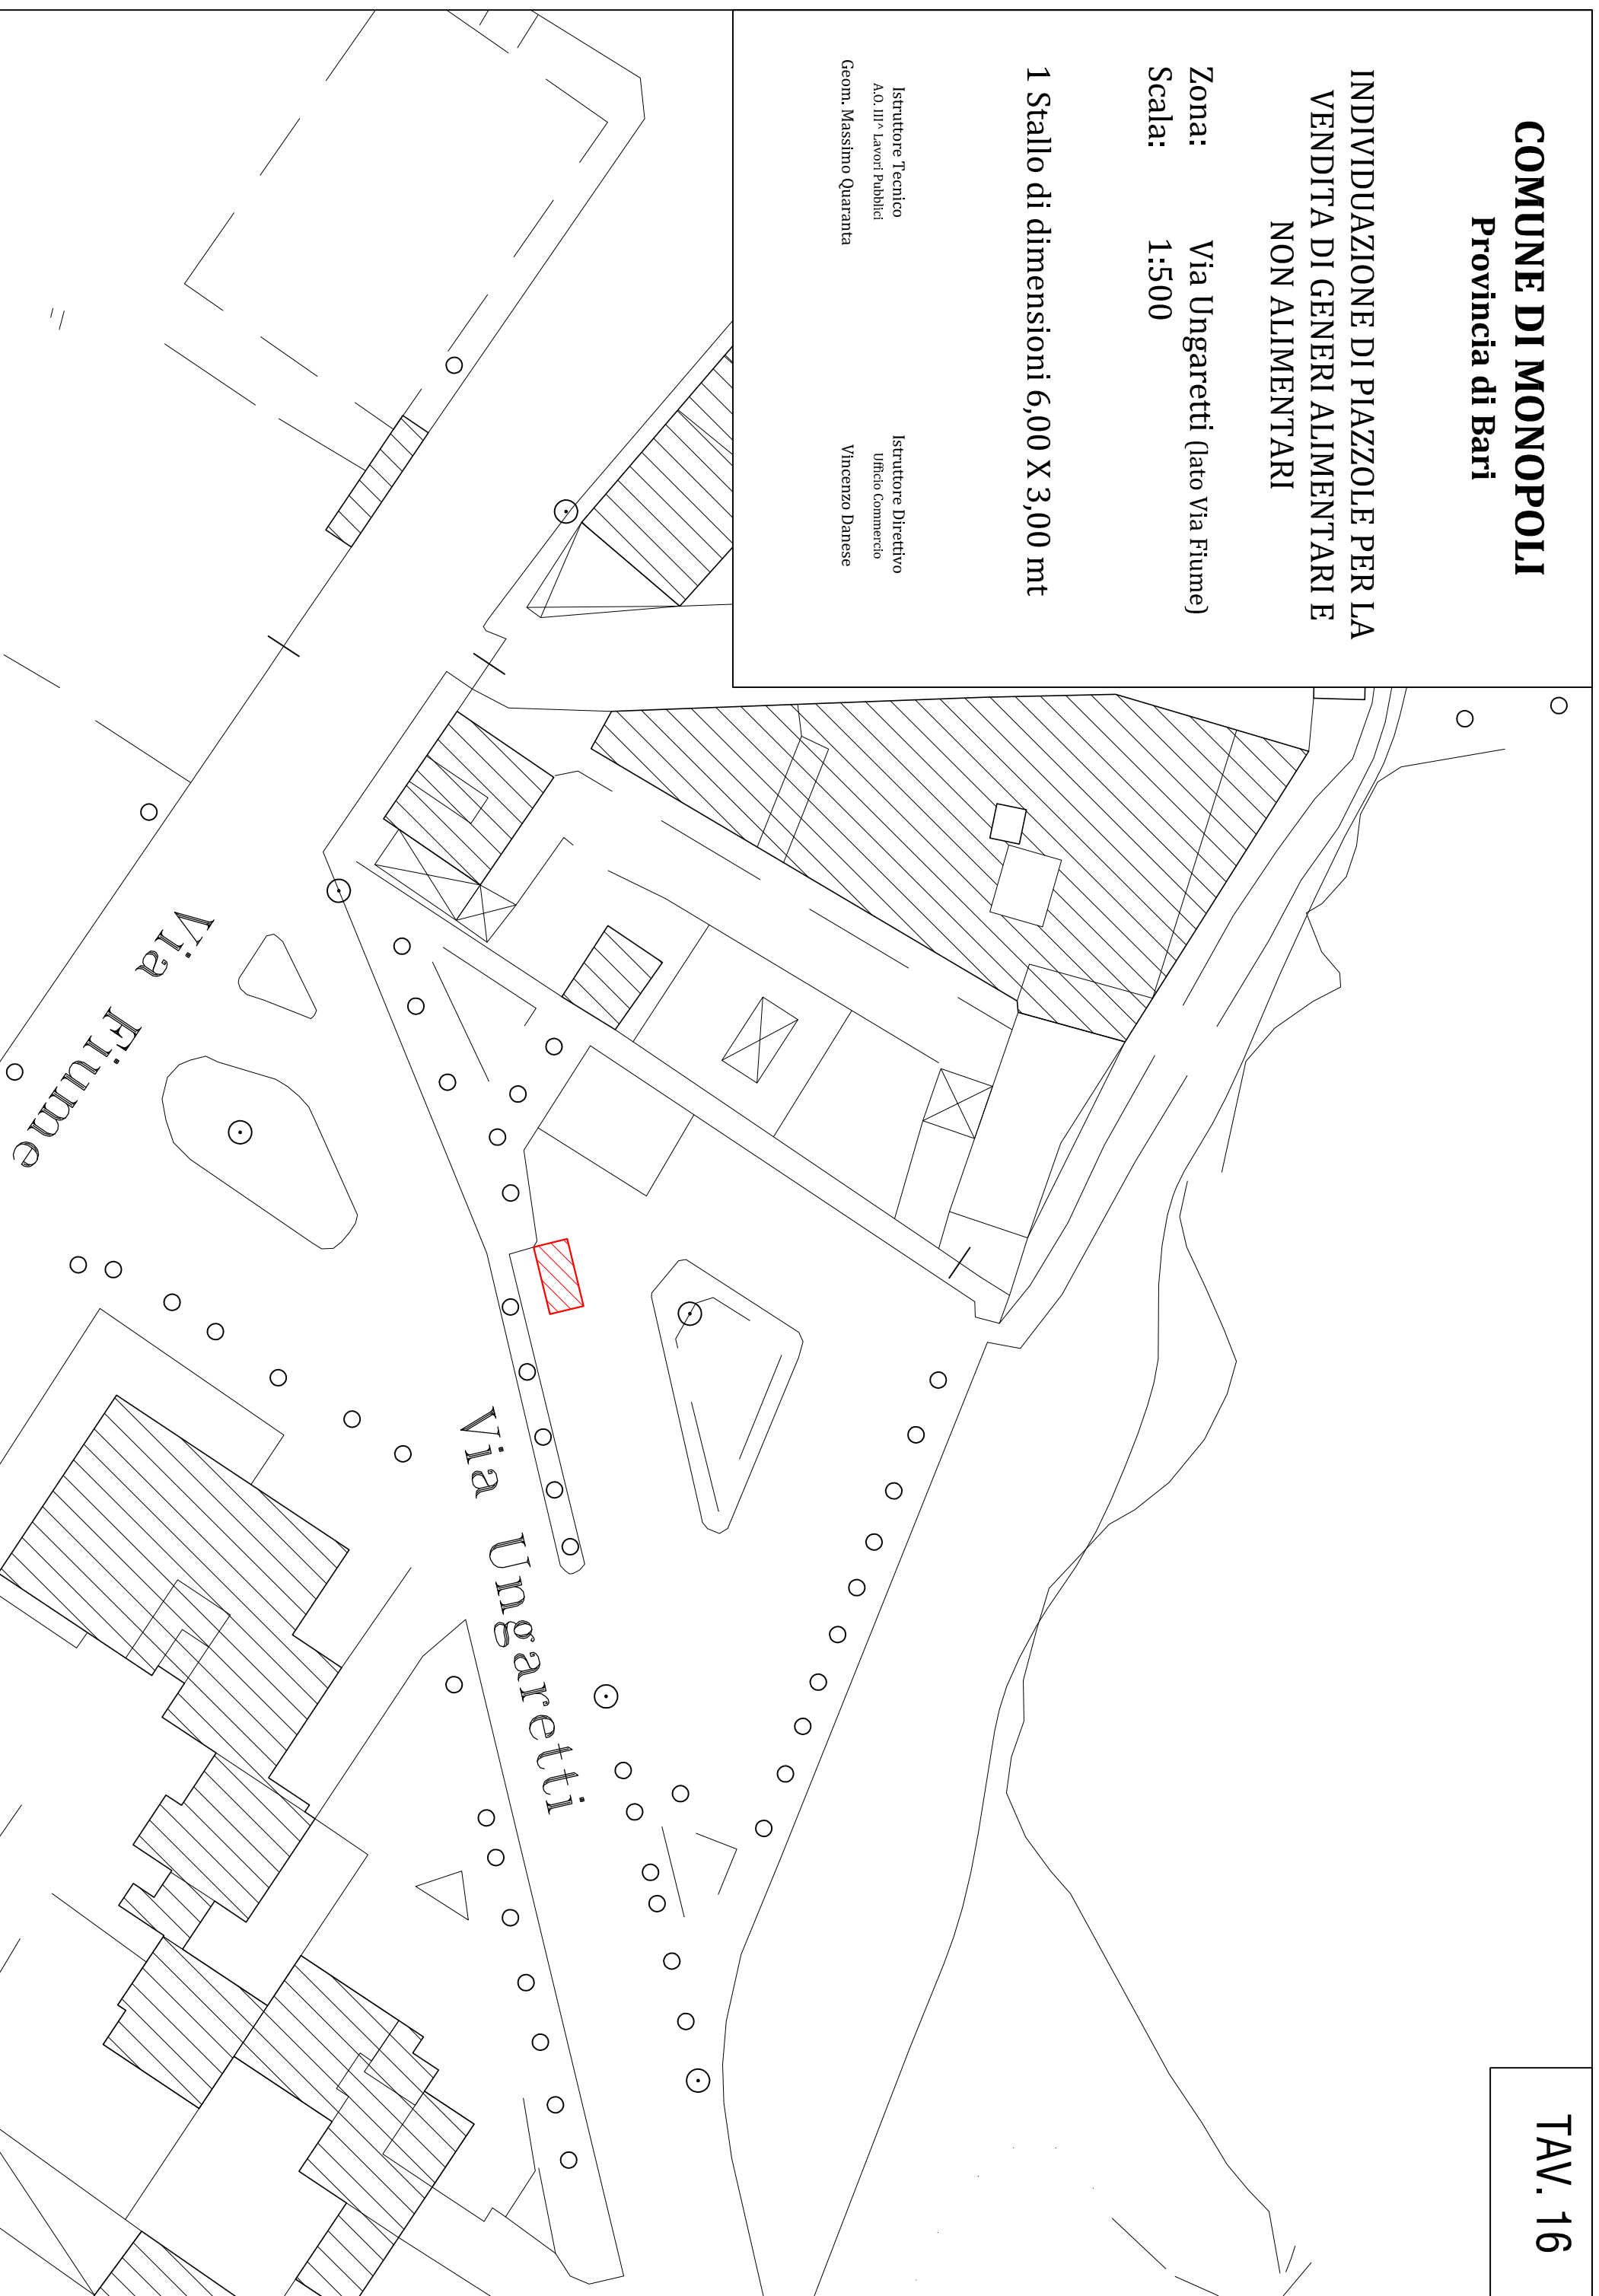 COMUNE DI MONOPOLI
Provincia di Bari
INDIVIDUAZIONE DI PIAZZOLE PER LA
VENDITA DI GENERI ALIMENTARI E
NON ALIMENTARI
Zona: Via Ungaretti (lato Via Fiume)
Scala: 1:500
1 Stallo di dimensioni 6,00 X 3,00 mt
Istruttore Tecnico
A.O. III^ Lavori Pubblici
Geom. Massimo Quaranta
Istruttore Direttivo
Ufficio Commercio
Vincenzo Danese
Via Fiume
Via Ungaretti
TAV. 16